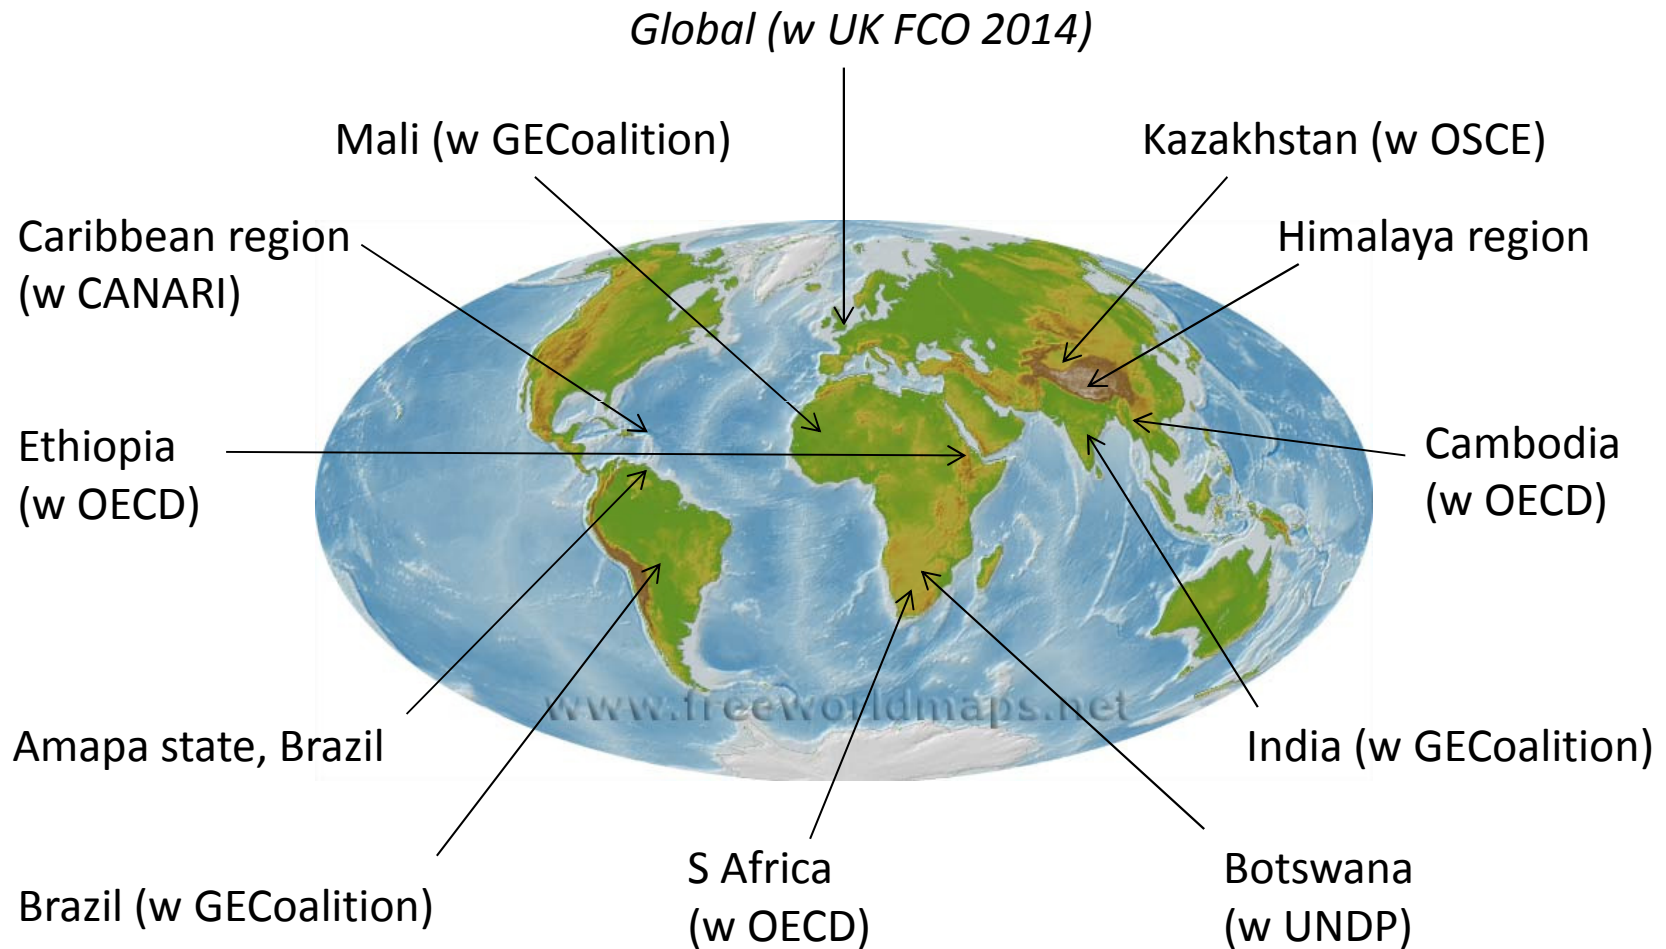 Global (w UK FCO 2014)
Mali (w GECoalition)
Kazakhstan (w OSCE)
Caribbean region
(w CANARI)
Himalaya region
Ethiopia
(w OECD)
Cambodia
(w OECD)
www.freeworldmaps.net
Amapa state, Brazil
India (w GECoalition)
Brazil (w GECoalition)
S Africa
(w OECD)
Botswana
(w UNDP)